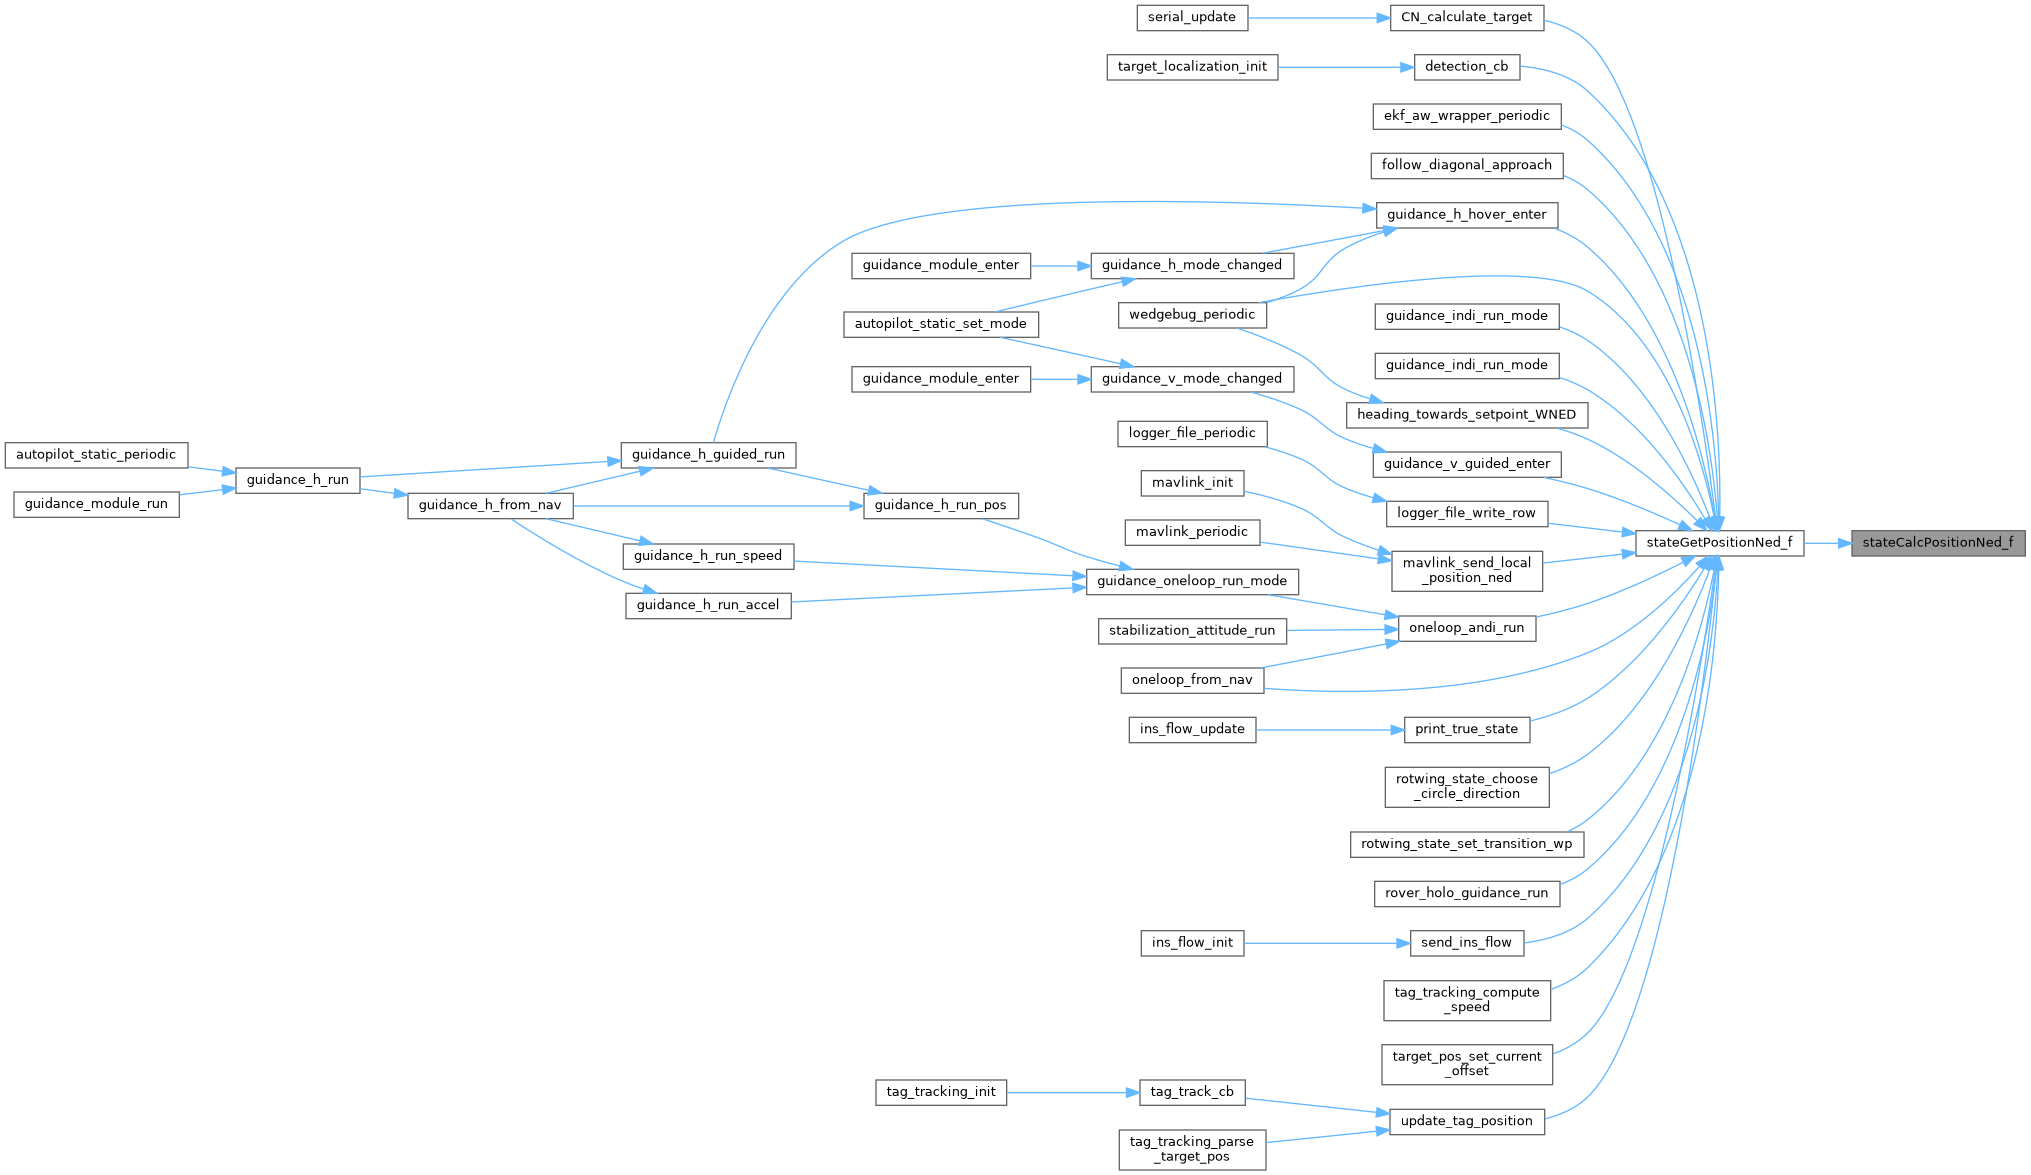 serial_update
CN_calculate_target
target_localization_init
detection_cb
ekf_aw_wrapper_periodic
follow_diagonal_approach
guidance_h_hover_enter
guidance_module_enter
guidance_h_mode_changed
wedgebug_periodic
guidance_indi_run_mode
autopilot_static_set_mode
guidance_indi_run_mode
guidance_module_enter
guidance_v_mode_changed
heading_towards_setpoint_WNED
logger_file_periodic
autopilot_static_periodic
guidance_h_guided_run
guidance_v_guided_enter
guidance_h_run
mavlink_init
guidance_module_run
guidance_h_from_nav
guidance_h_run_pos
logger_file_write_row
mavlink_periodic
stateGetPositionNed_f
stateCalcPositionNed_f
guidance_h_run_speed
mavlink_send_local
_position_ned
guidance_oneloop_run_mode
guidance_h_run_accel
stabilization_attitude_run
oneloop_andi_run
oneloop_from_nav
ins_flow_update
print_true_state
rotwing_state_choose
_circle_direction
rotwing_state_set_transition_wp
rover_holo_guidance_run
ins_flow_init
send_ins_flow
tag_tracking_compute
_speed
target_pos_set_current
_offset
tag_tracking_init
tag_track_cb
update_tag_position
tag_tracking_parse
_target_pos